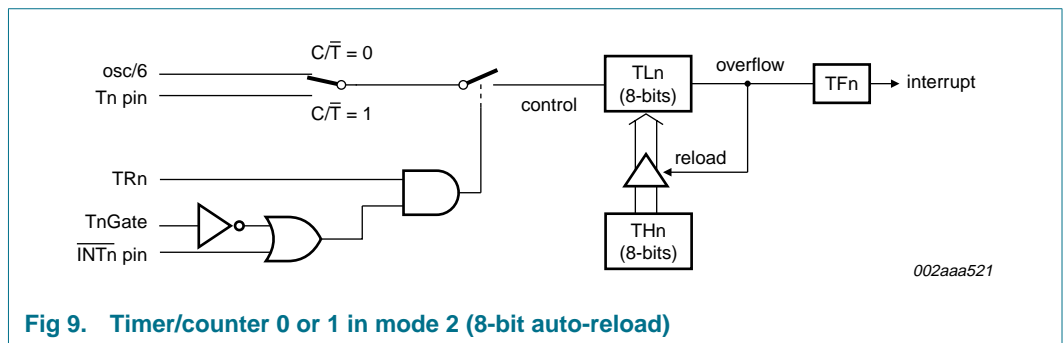 C/T̅ = 0
osc/6
Tn pin
C/T̅ = 1
control
TLn
(8-bits)
overflow
TFn
interrupt
reload
TRn
TnGate
I̅N̅T̅n̅ pin
THn
(8-bits)
002aaa521
Fig 9. Timer/counter 0 or 1 in mode 2 (8-bit auto-reload)